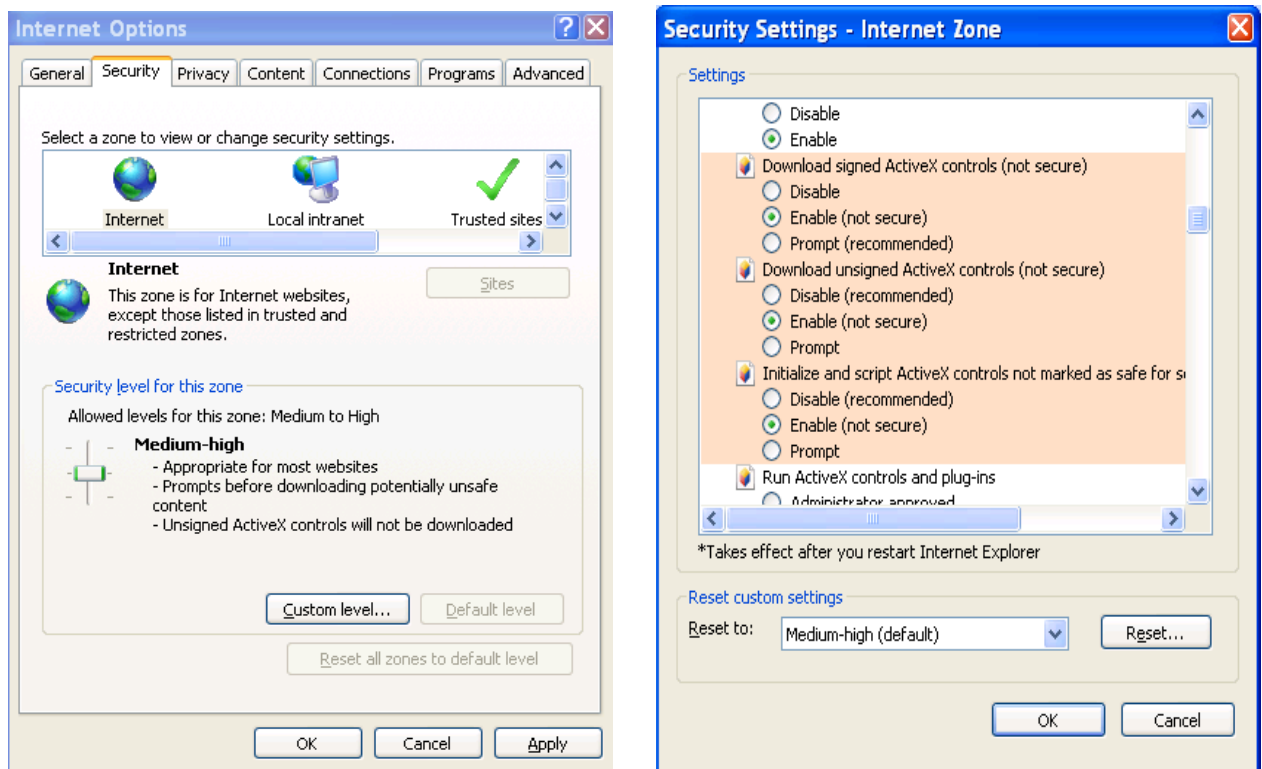 Internet Options
General Security Privacy Content Connections Programs Advanced
Select a zone to view or change security settings.
Internet Local intranet Trusted sites
Internet
Sites
This zone is for Internet websites,
except those listed in trusted and
restricted zones.
Security level for this zone
Allowed levels for this zone: Medium to High
Medium-high
- Appropriate for most websites
- Prompts before downloading potentially unsafe
content
- Unsigned ActiveX controls will not be downloaded
Custom level... Default level
Reset all zones to default level
OK Cancel Apply
Security Settings - Internet Zone
Settings
Disable
Enable
Download signed ActiveX controls (not secure)
Disable
Enable (not secure)
Prompt (recommended)
Download unsigned ActiveX controls (not secure)
Disable (recommended)
Enable (not secure)
Prompt
Initialize and script ActiveX controls not marked as safe for s
Disable (recommended)
Enable (not secure)
Prompt
Run ActiveX controls and plug-ins
Administrator approved
*Takes effect after you restart Internet Explorer
Reset custom settings
Reset to: Medium-high (default) Reset...
OK Cancel